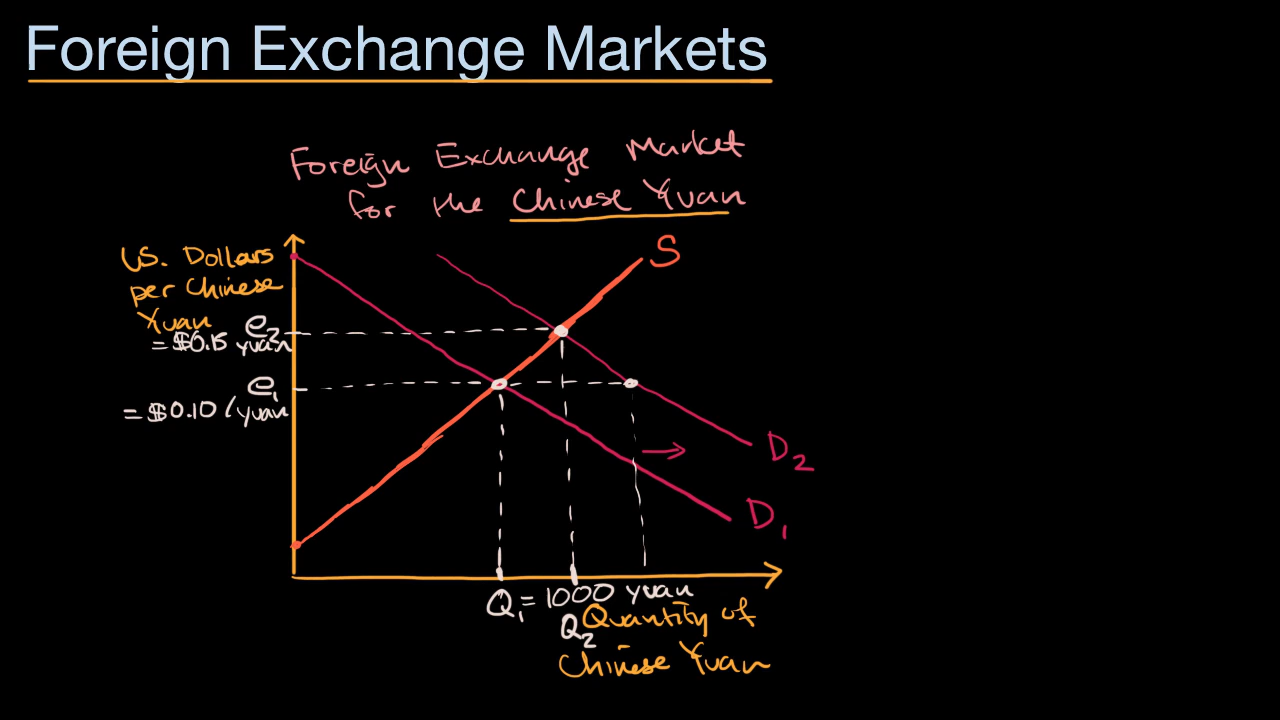 Foreign Exchange Markets
Foreign Exchange Market
for the Chinese Yuan
U.S. Dollars
per Chinese
Yuan
S
e2
= $0.15 yuan
e1
= $0.10 / yuan
D2
D1
Q1 = 1000 yuan
Q2
Quantity of
Chinese Yuan